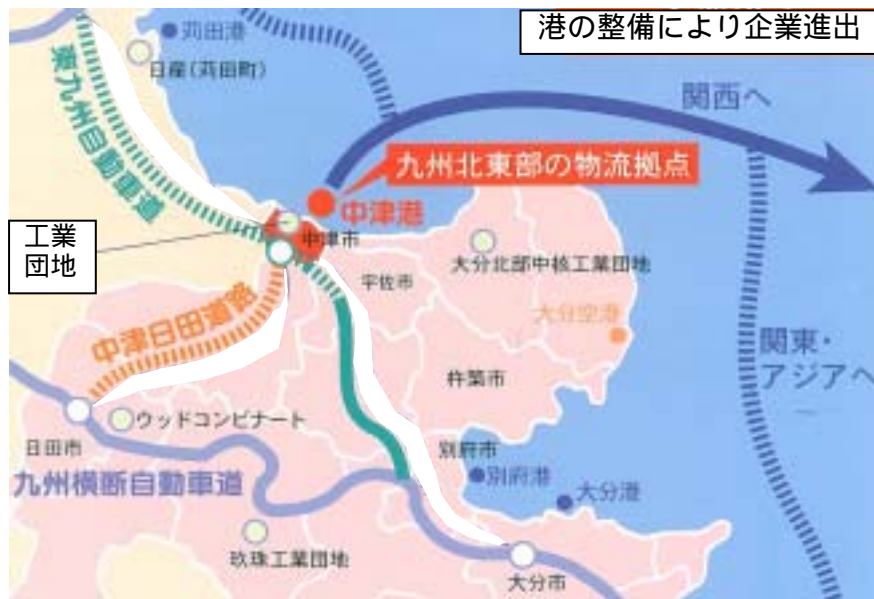 港の整備により企業進出
苅田港
日産(苅田町)
関西へ
東九州自動車道
九州北東部の物流拠点
中津港
工業
団地
中津市
大分北部中核工業団地
宇佐市
大分空港
中津日田道路
関東・
アジアへ
杵築市
ウッドコンビナート
日田市
別府市
別府港
九州横断自動車道
大分港
玖珠工業団地
大分市